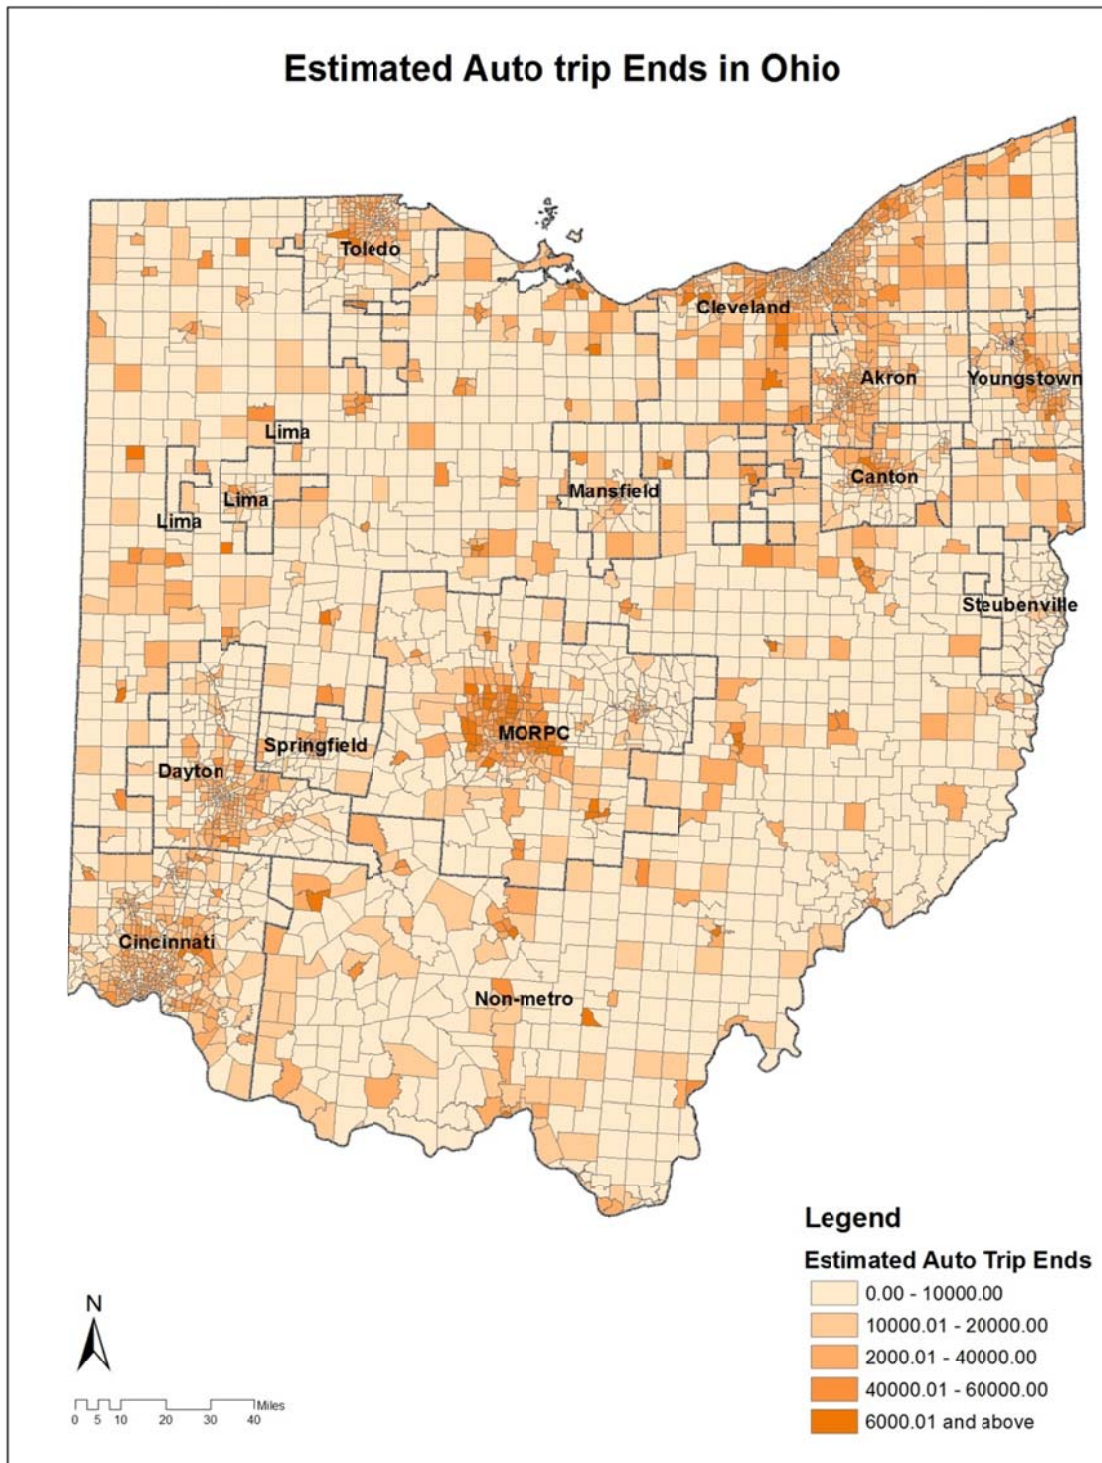 Estimated Auto trip Ends in Ohio
Toledo
Cleveland
Akron
Youngstown
Lima
Canton
Mansfield
Lima
Lima
Steubenville
MORPC
Springfield
Dayton
Cincinnati
Non-metro
Legend
Estimated Auto Trip Ends
0.00 - 10000.00
10000.01 - 20000.00
2000.01 - 40000.00
40000.01 - 60000.00
6000.01 and above
N
Miles
0 5 10 20 30 40